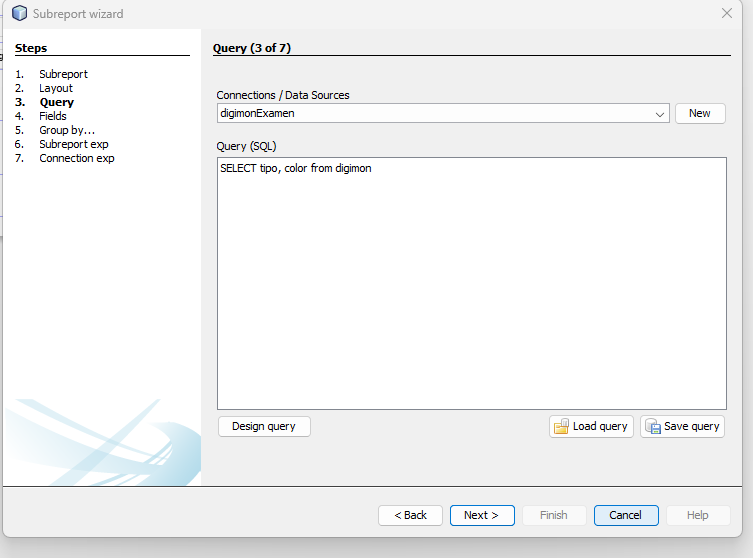 Subreport wizard
Steps
1. Subreport
2. Layout
3. Query
4. Fields
5. Group by...
6. Subreport exp
7. Connection exp
Query (3 of 7)
Connections / Data Sources
digimonExamen
New
Query (SQL)
SELECT tipo, color from digimon
Design query
Load query
Save query
< Back
Next >
Finish
Cancel
Help